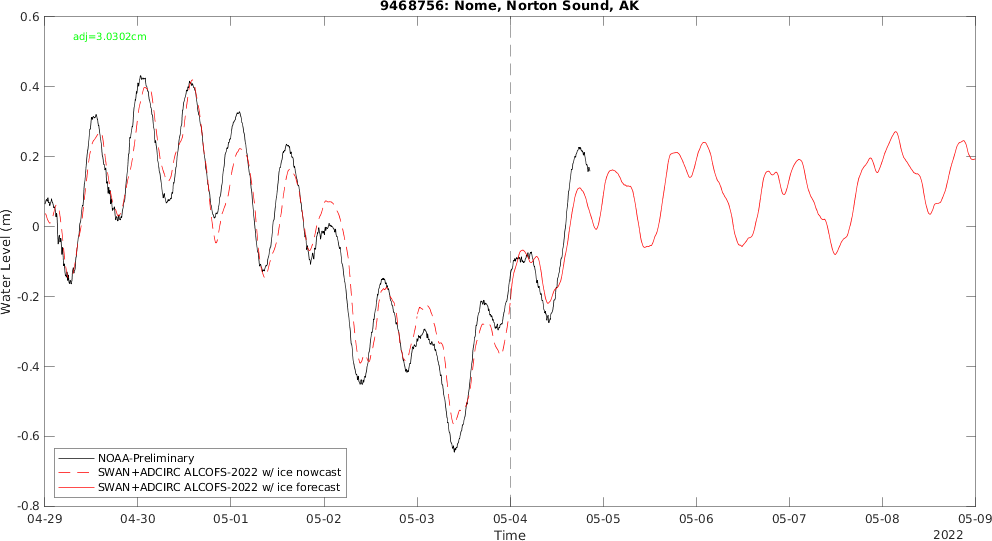 9468756: Nome, Norton Sound, AK
adj=3.0302cm
0.6
0.4
0.2
0
-0.2
-0.4
-0.6
-0.8
Water Level (m)
NOAA-Preliminary
SWAN+ADCIRC ALCOFS-2022 w/ ice nowcast
SWAN+ADCIRC ALCOFS-2022 w/ ice forecast
04-29 04-30 05-01 05-02 05-03 05-04 05-05 05-06 05-07 05-08 05-09
Time
2022